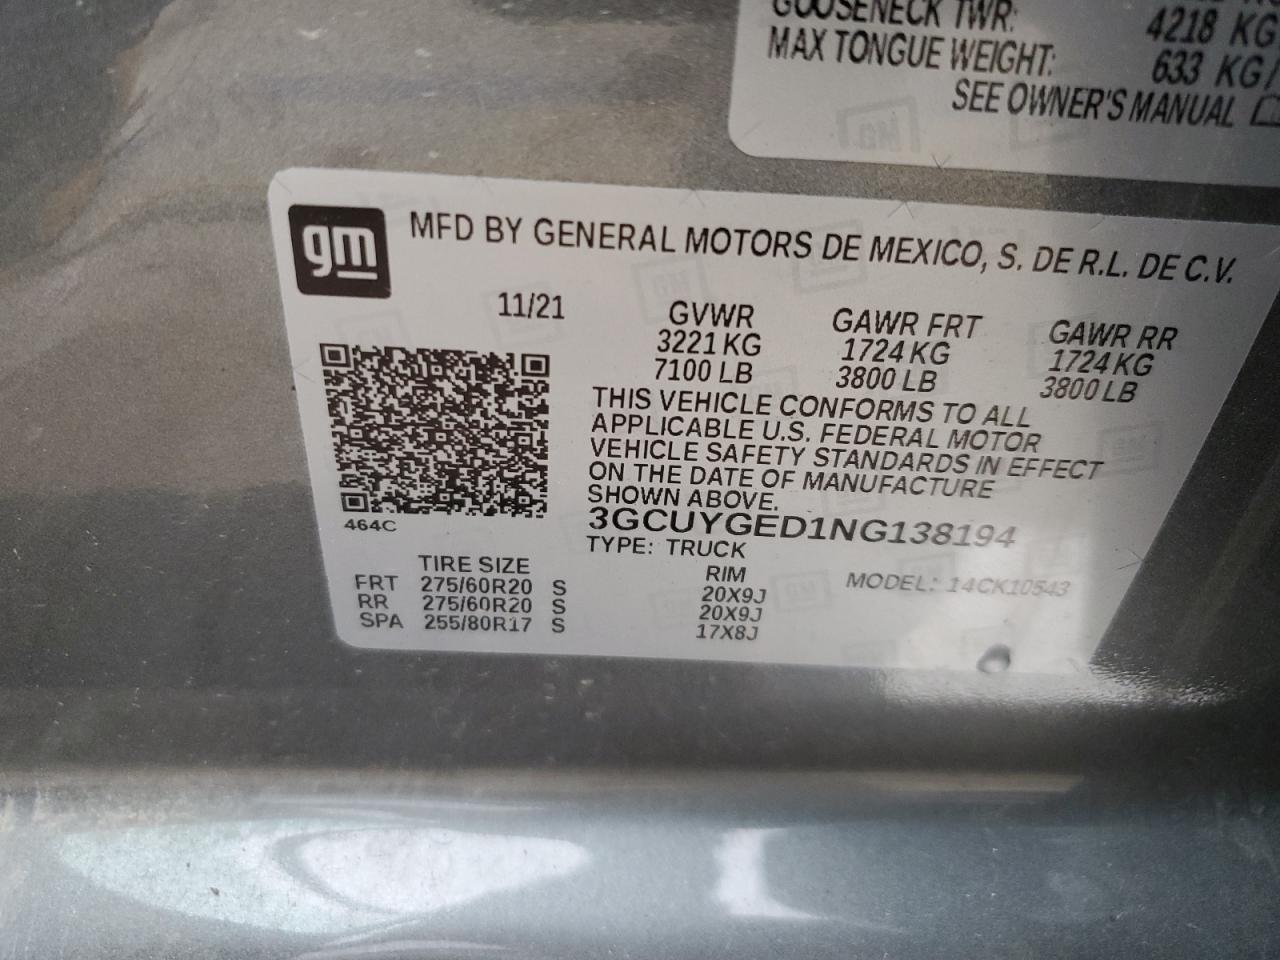 GOOSENECK TWR:
4218 KG
MAX TONGUE WEIGHT:
633 KG/
SEE OWNER'S MANUAL
gm
MFD BY GENERAL MOTORS DE MEXICO, S. DE R.L. DE C.V.
11/21
GVWR GAWR FRT GAWR RR
3221 KG 1724 KG 1724 KG
7100 LB 3800 LB 3800 LB
THIS VEHICLE CONFORMS TO ALL
APPLICABLE U.S. FEDERAL MOTOR
VEHICLE SAFETY STANDARDS IN EFFECT
ON THE DATE OF MANUFACTURE
SHOWN ABOVE.
464C
3GCUYGED1NG138194
TYPE: TRUCK
MODEL: 14CK10543
TIRE SIZE RIM
FRT 275/60R20 S 20X9J
RR 275/60R20 S 20X9J
SPA 255/80R17 S 17X8J